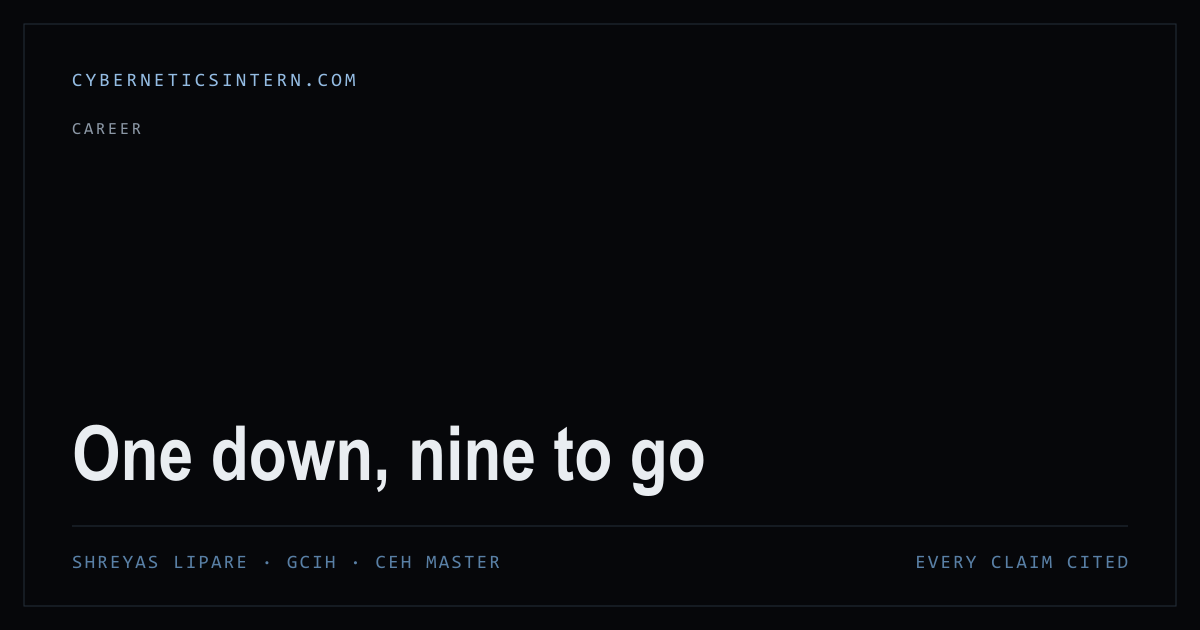 CYBERNETICSINTERN.COM
CAREER
One down, nine to go
SHREYAS LIPARE · GCIH · CEH MASTER
EVERY CLAIM CITED